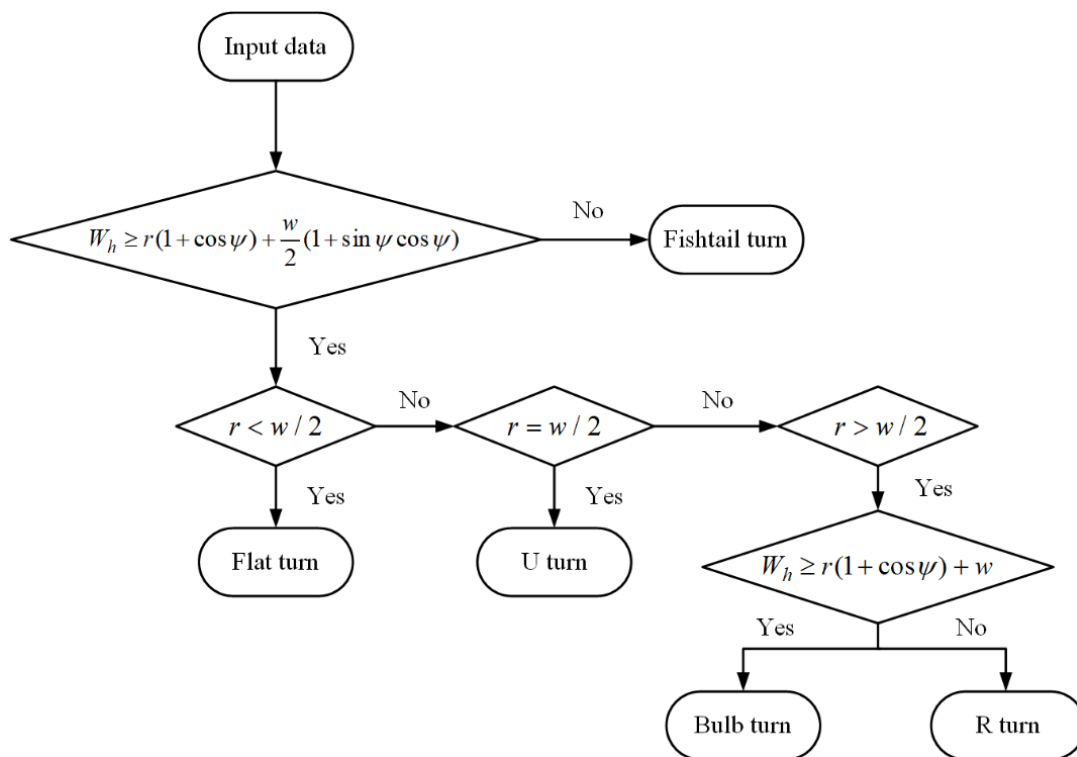 Input data
W_h ≥ r(1 + cos ψ) + w/2 (1 + sin ψ cos ψ)
No
Fishtail turn
Yes
r < w / 2
No
r = w / 2
No
r > w / 2
Yes
Yes
Yes
Flat turn
U turn
W_h ≥ r(1 + cos ψ) + w
Yes
No
Bulb turn
R turn